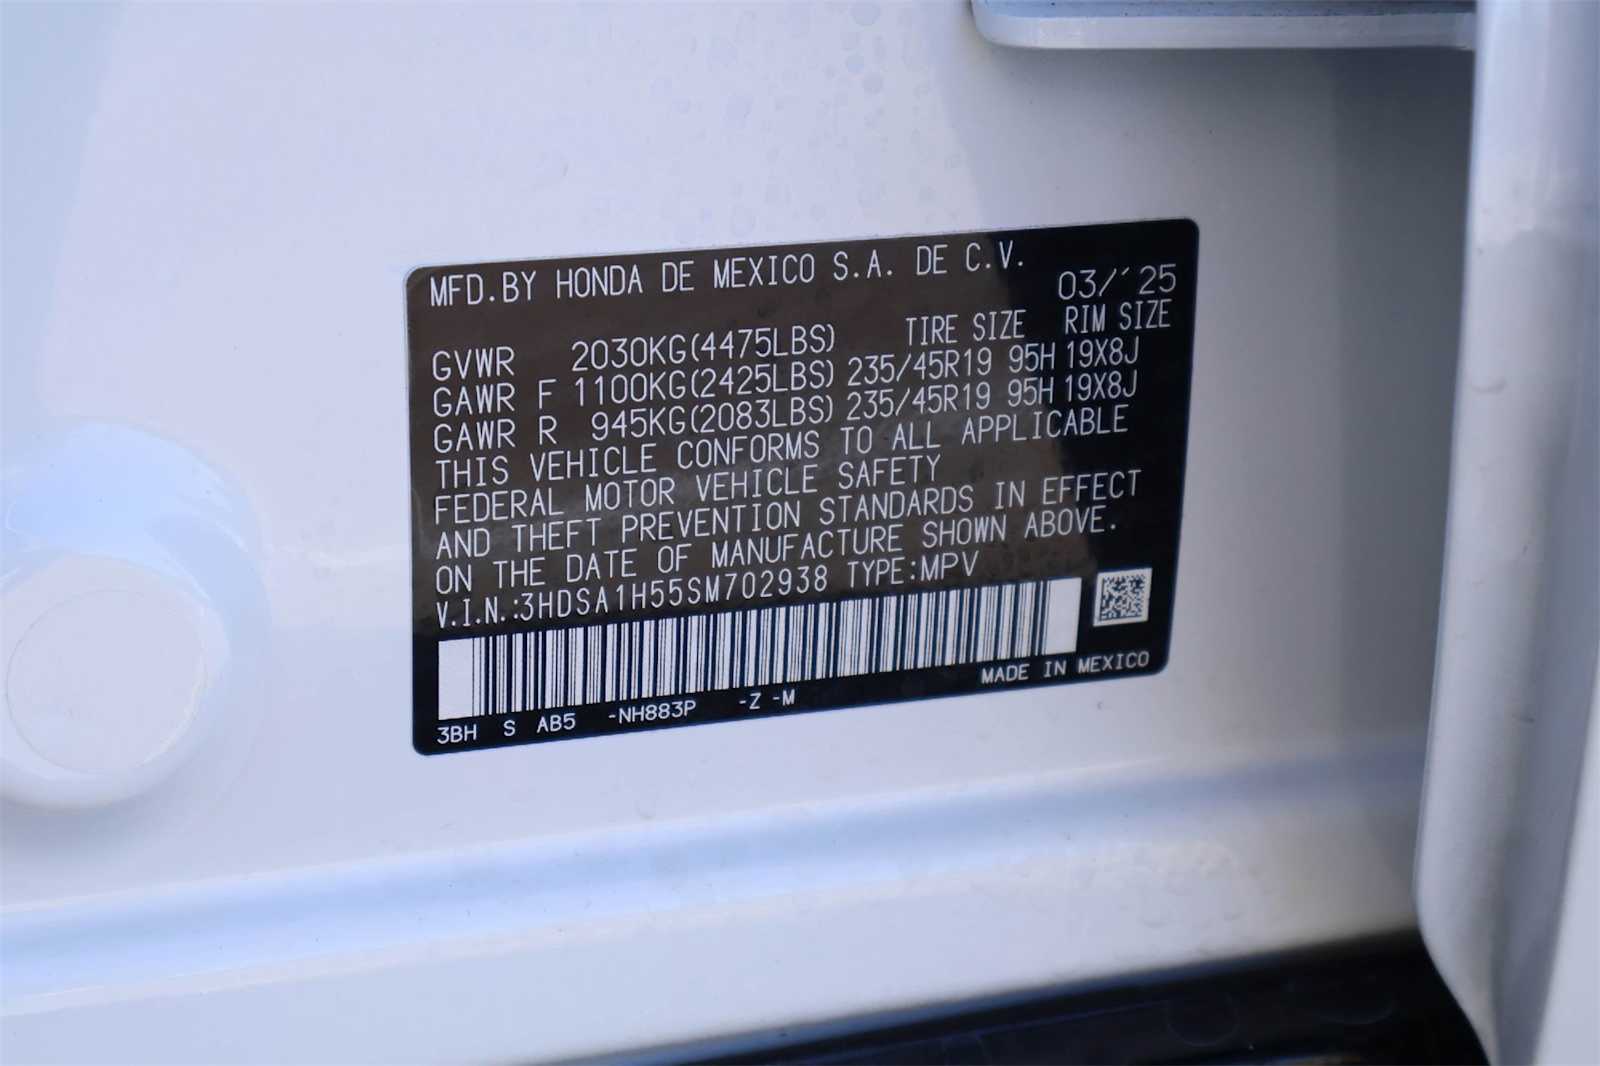 MFD.BY HONDA DE MEXICO S.A. DE C.V.
03/'25
TIRE SIZE RIM SIZE
GVWR 2030KG(4475LBS)
GAWR F 1100KG(2425LBS) 235/45R19 95H 19X8J
GAWR R 945KG(2083LBS) 235/45R19 95H 19X8J
THIS VEHICLE CONFORMS TO ALL APPLICABLE
FEDERAL MOTOR VEHICLE SAFETY
AND THEFT PREVENTION STANDARDS IN EFFECT
ON THE DATE OF MANUFACTURE SHOWN ABOVE.
V.I.N.:3HDSA1H55SM702938 TYPE:MPV
MADE IN MEXICO
3BH S AB5 -NH883P -Z -M